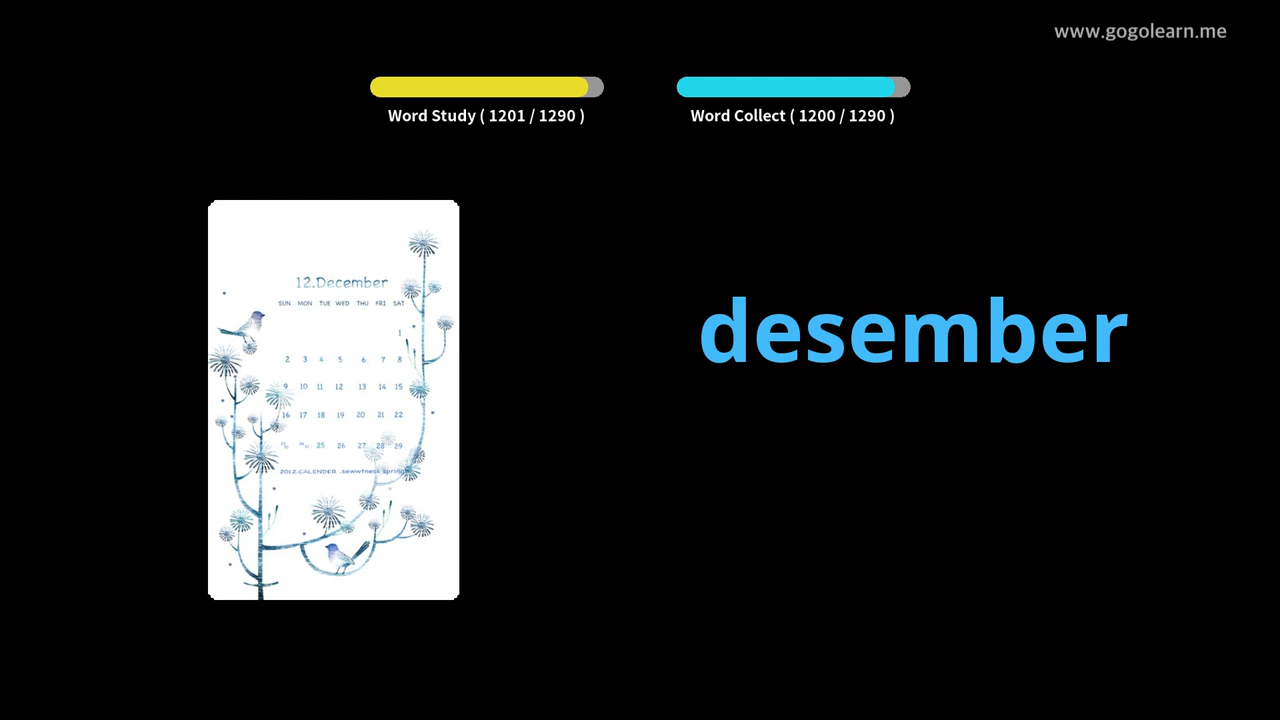 www.gogolearn.me
Word Study ( 1201 / 1290 )
Word Collect ( 1200 / 1290 )
12.December
SUN MON TUE WED THU FRI SAT
1
2 3 4 5 6 7 8
9 10 11 12 13 14 15
16 17 18 19 20 21 22
25 26 27 28 29
2012.CALENDER .sewwtness spring
desember